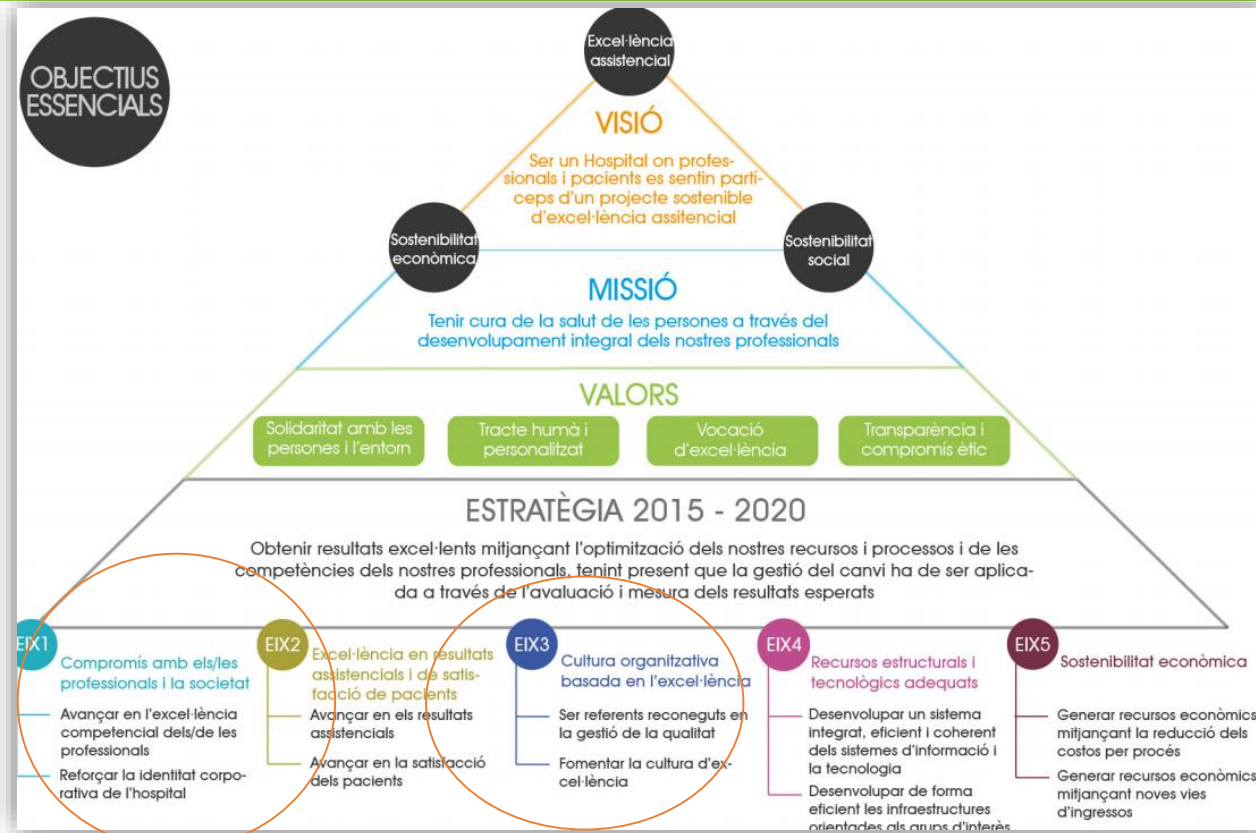 OBJECTIUS
ESSENCIALS
Excel·lència
assistencial
VISIÓ
Ser un Hospital on profes-
sionals i pacients es sentin partí-
ceps d'un projecte sostenible
d'excel·lència assitencial
Sostenibilitat
econòmica
Sostenibilitat
social
MISSIÓ
Tenir cura de la salut de les persones a través del
desenvolupament integral dels nostres professionals
VALORS
Solidaritat amb les
persones i l'entorn
Tracte humà i
personalitzat
Vocació
d'excel·lència
Transparència i
compromís ètic
ESTRATÈGIA 2015 - 2020
Obtenir resultats excel·lents mitjançant l'optimització dels nostres recursos i processos i de les
competències dels nostres professionals, tenint present que la gestió del canvi ha de ser aplica-
da a través de l'avaluació i mesura dels resultats esperats
EIX1
Compromís amb els/les
professionals i la societat
Avançar en l'excel·lència
competencial dels/de les
professionals
Reforçar la identitat corpo-
rativa de l'hospital
EIX2
Excel·lència en resultats
assistencials i de satis-
facció de pacients
Avançar en els resultats
assistencials
Avançar en la satisfacció
dels pacients
EIX3
Cultura organitzativa
basada en l'excel·lència
Ser referents reconeguts en
la gestió de la qualitat
Fomentar la cultura d'ex-
cel·lència
EIX4
Recursos estructurals i
tecnològics adequats
Desenvolupar un sistema
integrat, eficient i coherent
dels sistemes d'informació i
la tecnologia
Desenvolupar de forma
eficient les infraestructures
orientades als grups d'interès
EIX5
Sostenibilitat econòmica
Generar recursos econòmics
mitjançant la reducció dels
costos per procés
Generar recursos econòmics
mitjançant noves vies
d'ingressos